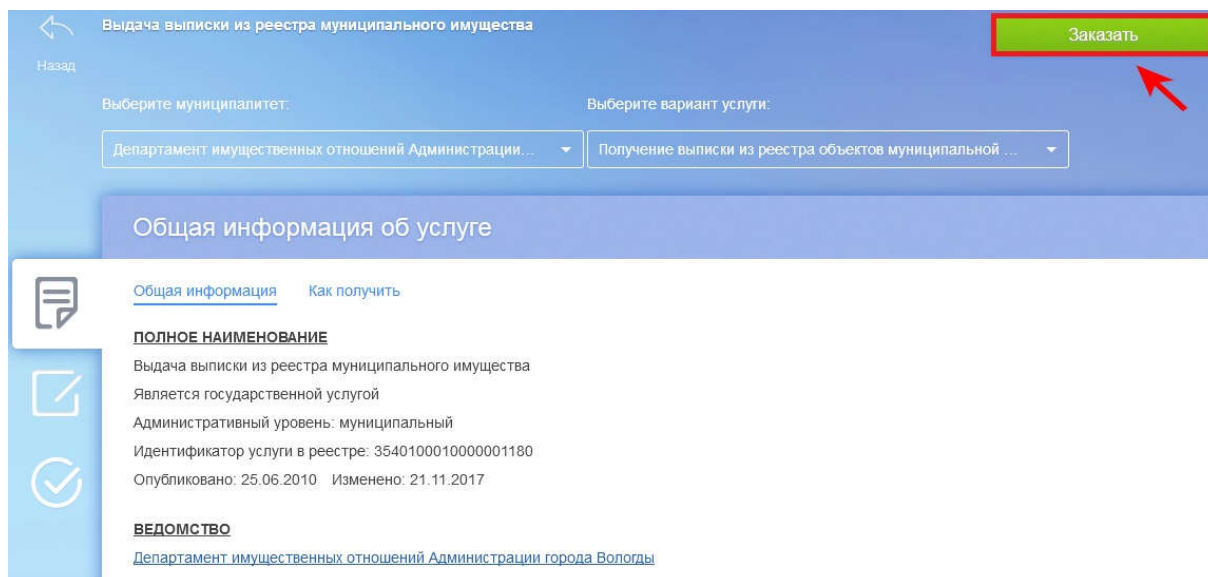 Выдача выписки из реестра муниципального имущества
Заказать
Назад
Выберите муниципалитет:
Выберите вариант услуги:
Департамент имущественных отношений Администрации...
Получение выписки из реестра объектов муниципальной ...
Общая информация об услуге
Общая информация
Как получить
ПОЛНОЕ НАИМЕНОВАНИЕ
Выдача выписки из реестра муниципального имущества
Является государственной услугой
Административный уровень: муниципальный
Идентификатор услуги в реестре: 3540100010000001180
Опубликовано: 25.06.2010 Изменено: 21.11.2017
ВЕДОМСТВО
Департамент имущественных отношений Администрации города Вологды